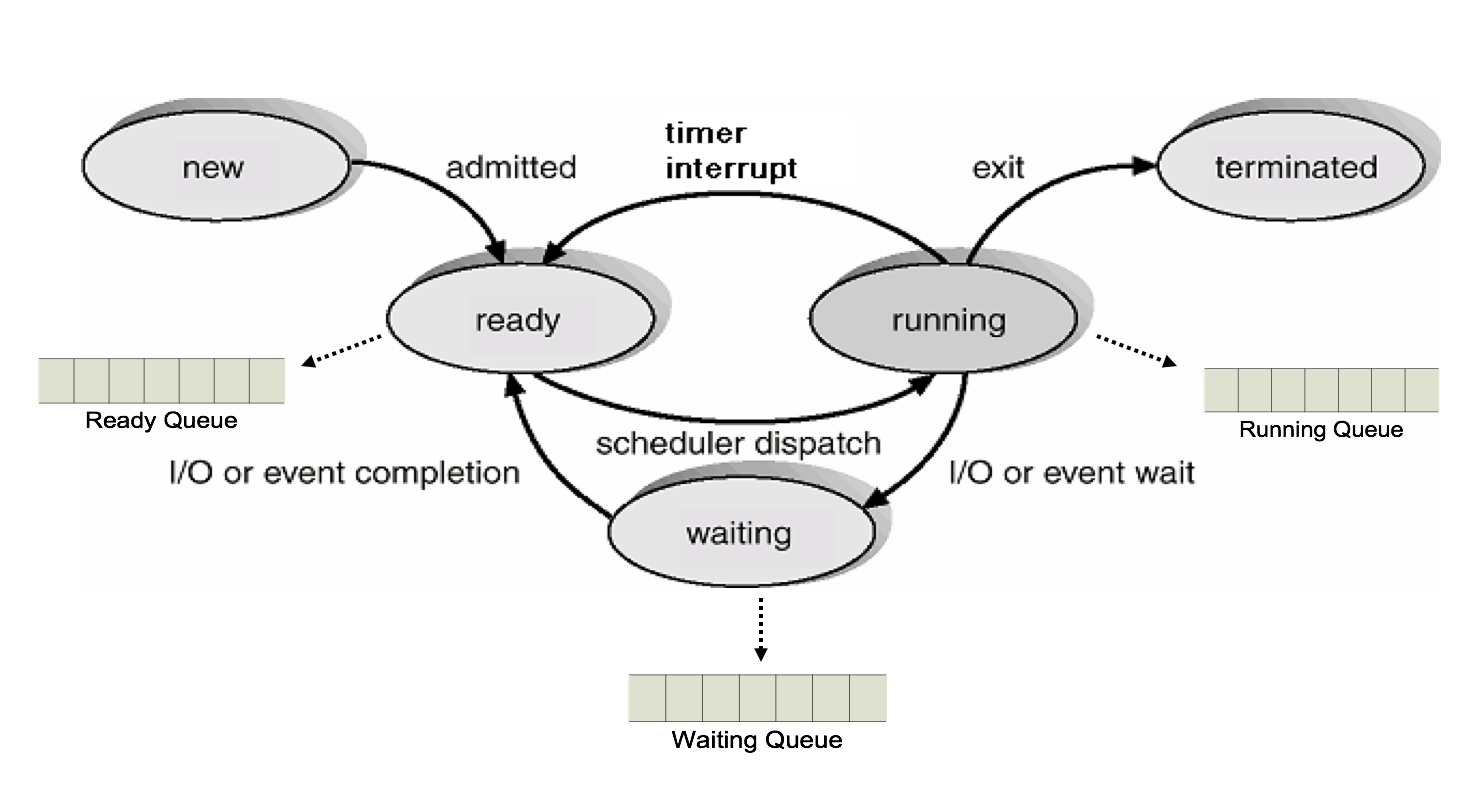 timer
interrupt
new
admitted
exit
terminated
ready
running
Ready Queue
Running Queue
scheduler dispatch
I/O or event completion
I/O or event wait
waiting
Waiting Queue